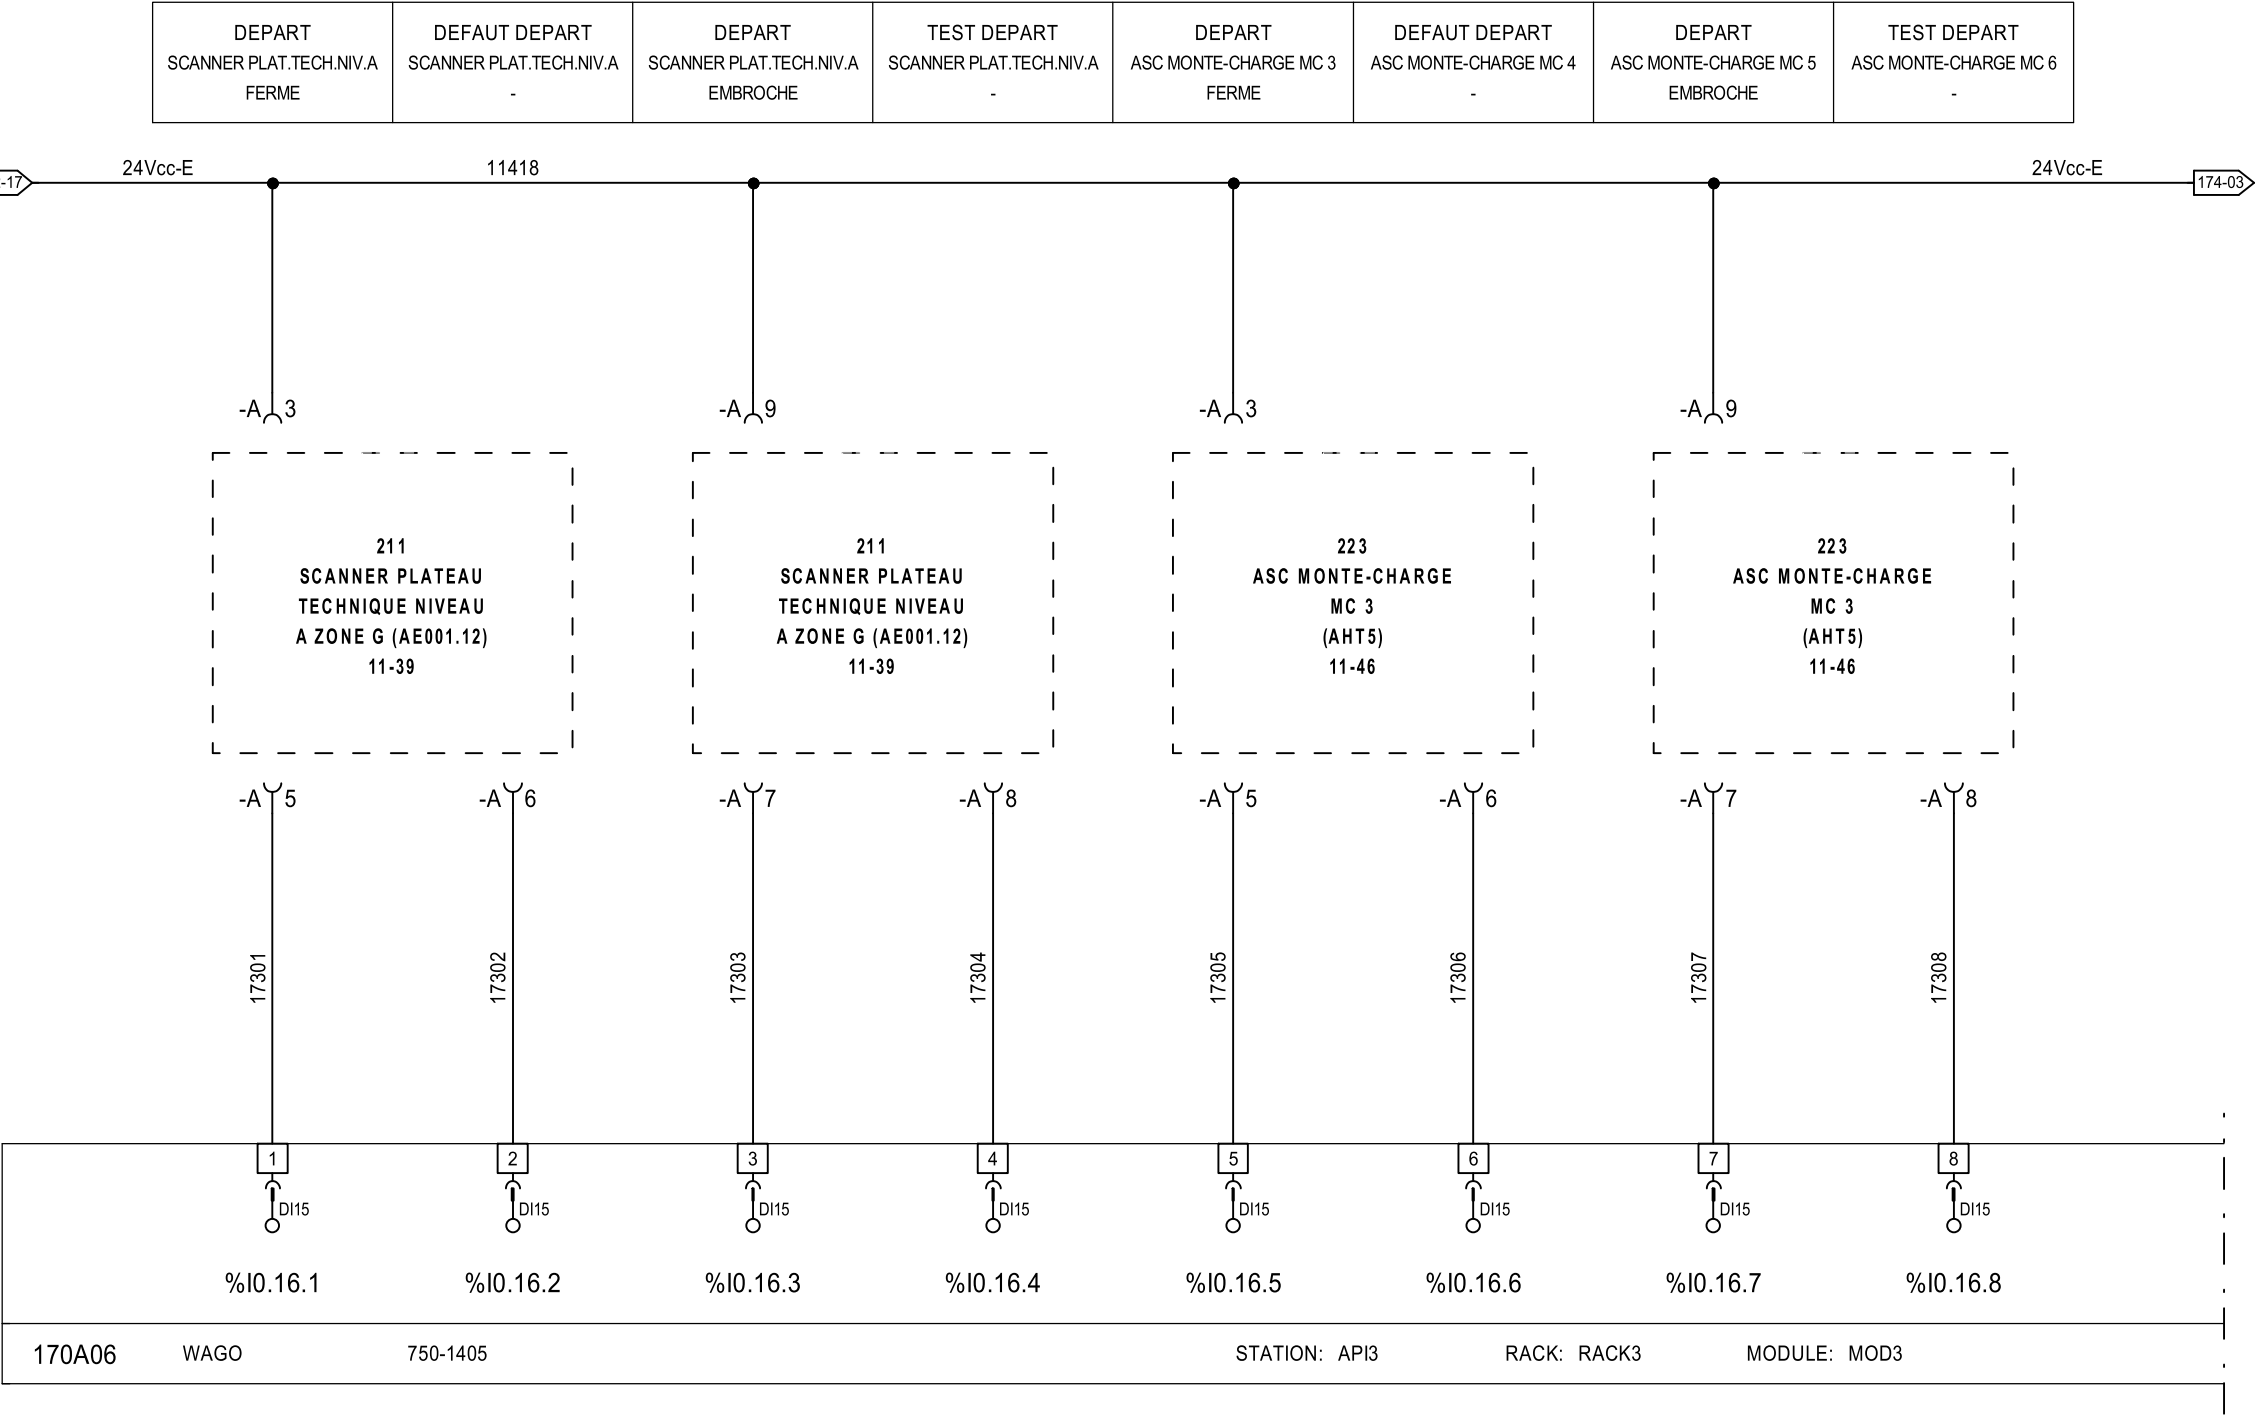 DEPART
SCANNER PLAT.TECH.NIV.A
FERME
DEFAUT DEPART
SCANNER PLAT.TECH.NIV.A
-
DEPART
SCANNER PLAT.TECH.NIV.A
EMBROCHE
TEST DEPART
SCANNER PLAT.TECH.NIV.A
-
DEPART
ASC MONTE-CHARGE MC 3
FERME
DEFAUT DEPART
ASC MONTE-CHARGE MC 4
-
DEPART
ASC MONTE-CHARGE MC 5
EMBROCHE
TEST DEPART
ASC MONTE-CHARGE MC 6
-
-17
24Vcc-E
11418
24Vcc-E
174-03
-A 3
-A 9
-A 3
-A 9
211
SCANNER PLATEAU
TECHNIQUE NIVEAU
A ZONE G (AE001.12)
11-39
211
SCANNER PLATEAU
TECHNIQUE NIVEAU
A ZONE G (AE001.12)
11-39
223
ASC MONTE-CHARGE
MC 3
(AHT5)
11-46
223
ASC MONTE-CHARGE
MC 3
(AHT5)
11-46
-A 5
-A 6
-A 7
-A 8
-A 5
-A 6
-A 7
-A 8
17301
17302
17303
17304
17305
17306
17307
17308
1
2
3
4
5
6
7
8
DI15
DI15
DI15
DI15
DI15
DI15
DI15
DI15
%I0.16.1
%I0.16.2
%I0.16.3
%I0.16.4
%I0.16.5
%I0.16.6
%I0.16.7
%I0.16.8
170A06
WAGO
750-1405
STATION: API3
RACK: RACK3
MODULE: MOD3